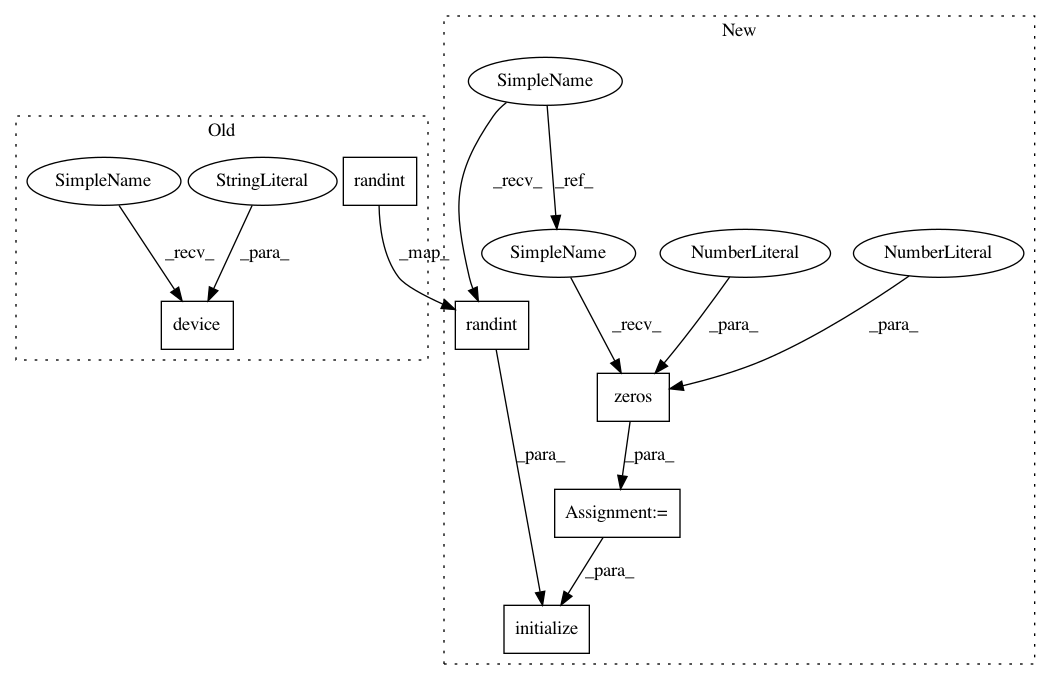 New
SimpleName
Old
SimpleName
StringLiteral
randint
_recv_
_ref_
_recv_
_para_
_map_
SimpleName
NumberLiteral
NumberLiteral
device
randint
_recv_
_para_
_para_
zeros
_para_
_para_
Assignment:=
_para_
initialize